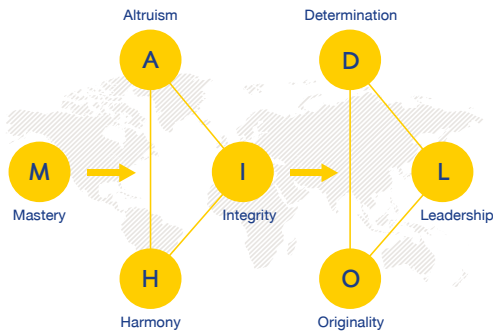 Altruism
Determination
A
D
M
I
L
Mastery
Integrity
Leadership
H
O
Harmony
Originality